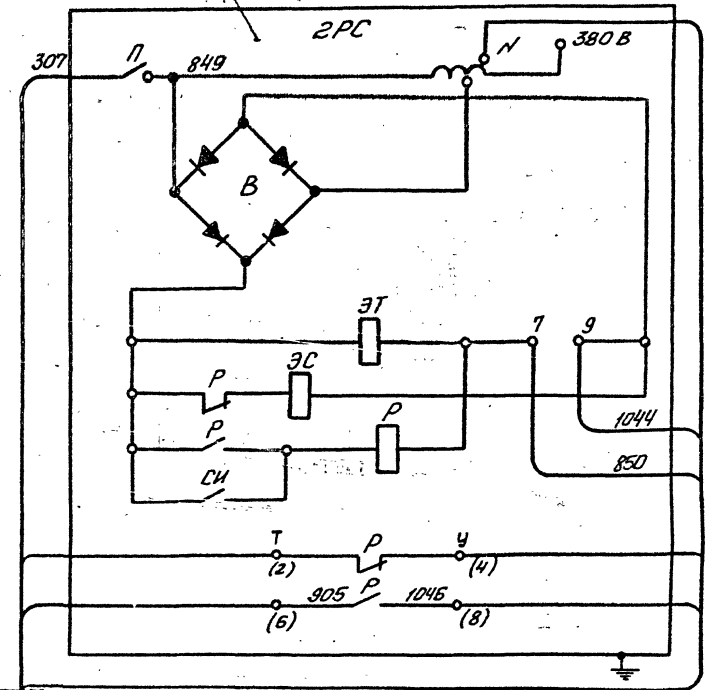 2РС
N
380 В
307
П
849
В
ЭТ
7
9
ЭС
Р
1044
Р
Р
850
СИ
Т
Р
У
(2)
(4)
905
Р
1046
(6)
(8)